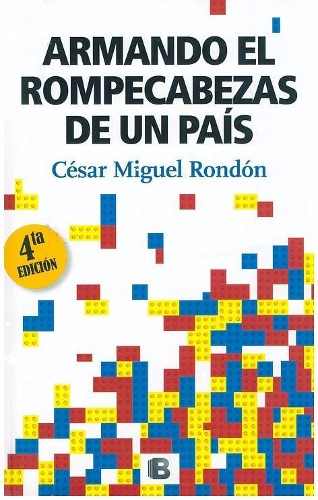 ARMANDO EL
ROMPECABEZAS
DE UN PAÍS
César Miguel Rondón
4ta
EDICIÓN
B